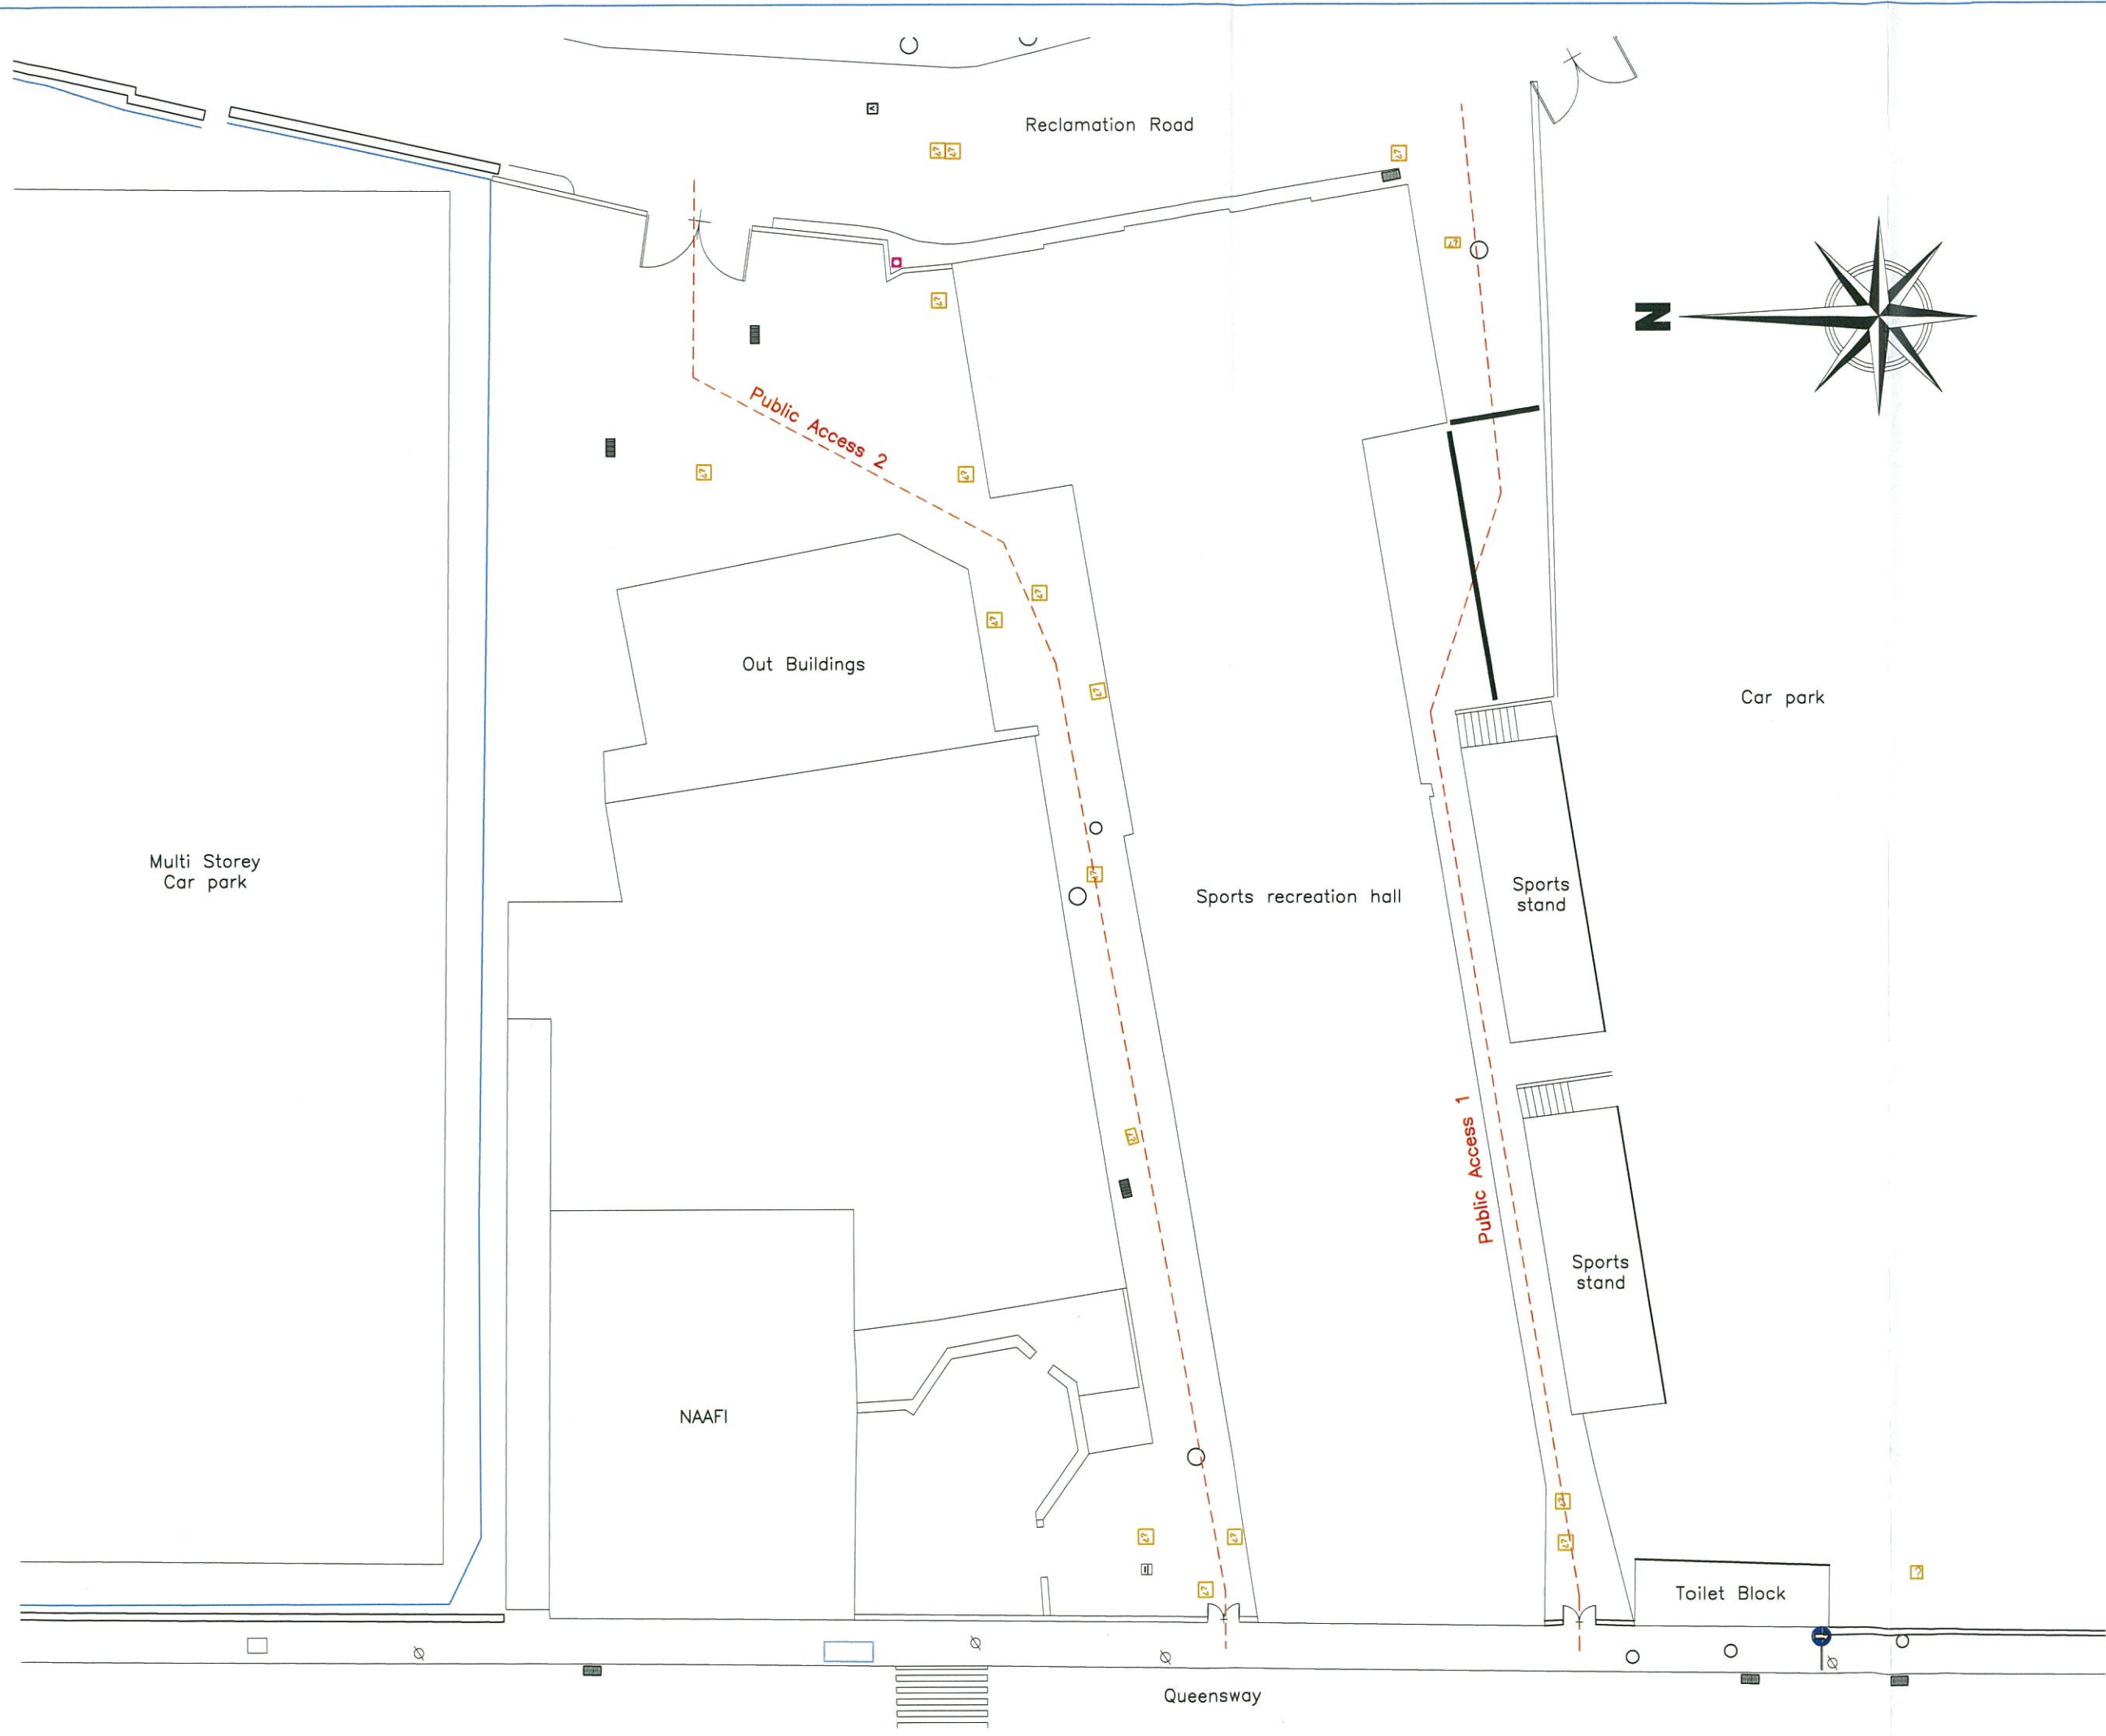 Reclamation Road
N
Public Access 2
Out Buildings
Car park
Multi Storey
Car park
Sports recreation hall
Sports
stand
Public Access 1
Sports
stand
NAAFI
Toilet Block
Queensway